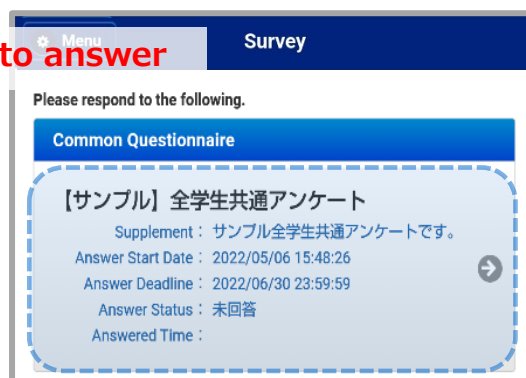 Menu
Survey
to answer
Please respond to the following.
Common Questionnaire
【サンプル】全学生共通アンケート
Supplement： サンプル全学生共通アンケートです。
Answer Start Date： 2022/05/06 15:48:26
Answer Deadline： 2022/06/30 23:59:59
Answer Status： 未回答
Answered Time：